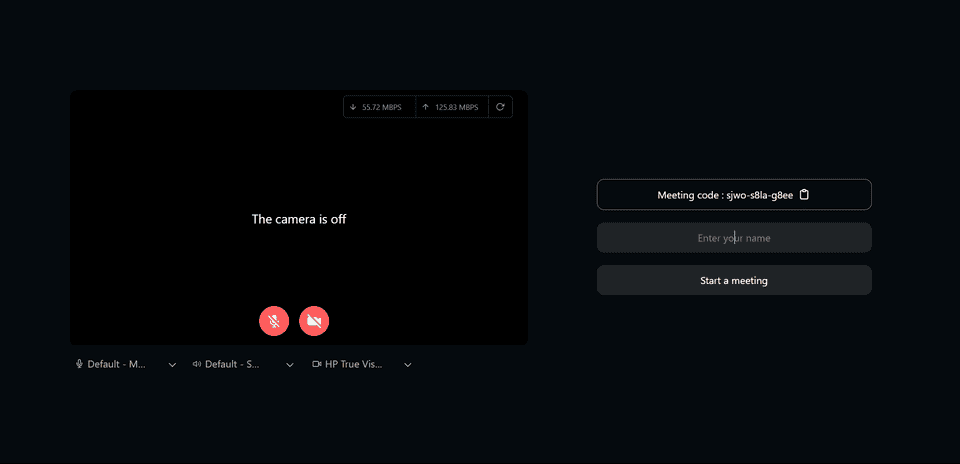 55.72 MBPS 125.83 MBPS
The camera is off
Default - M... Default - S... HP True Vis...
Meeting code : sjwo-s8la-g8ee
Enter your name
Start a meeting